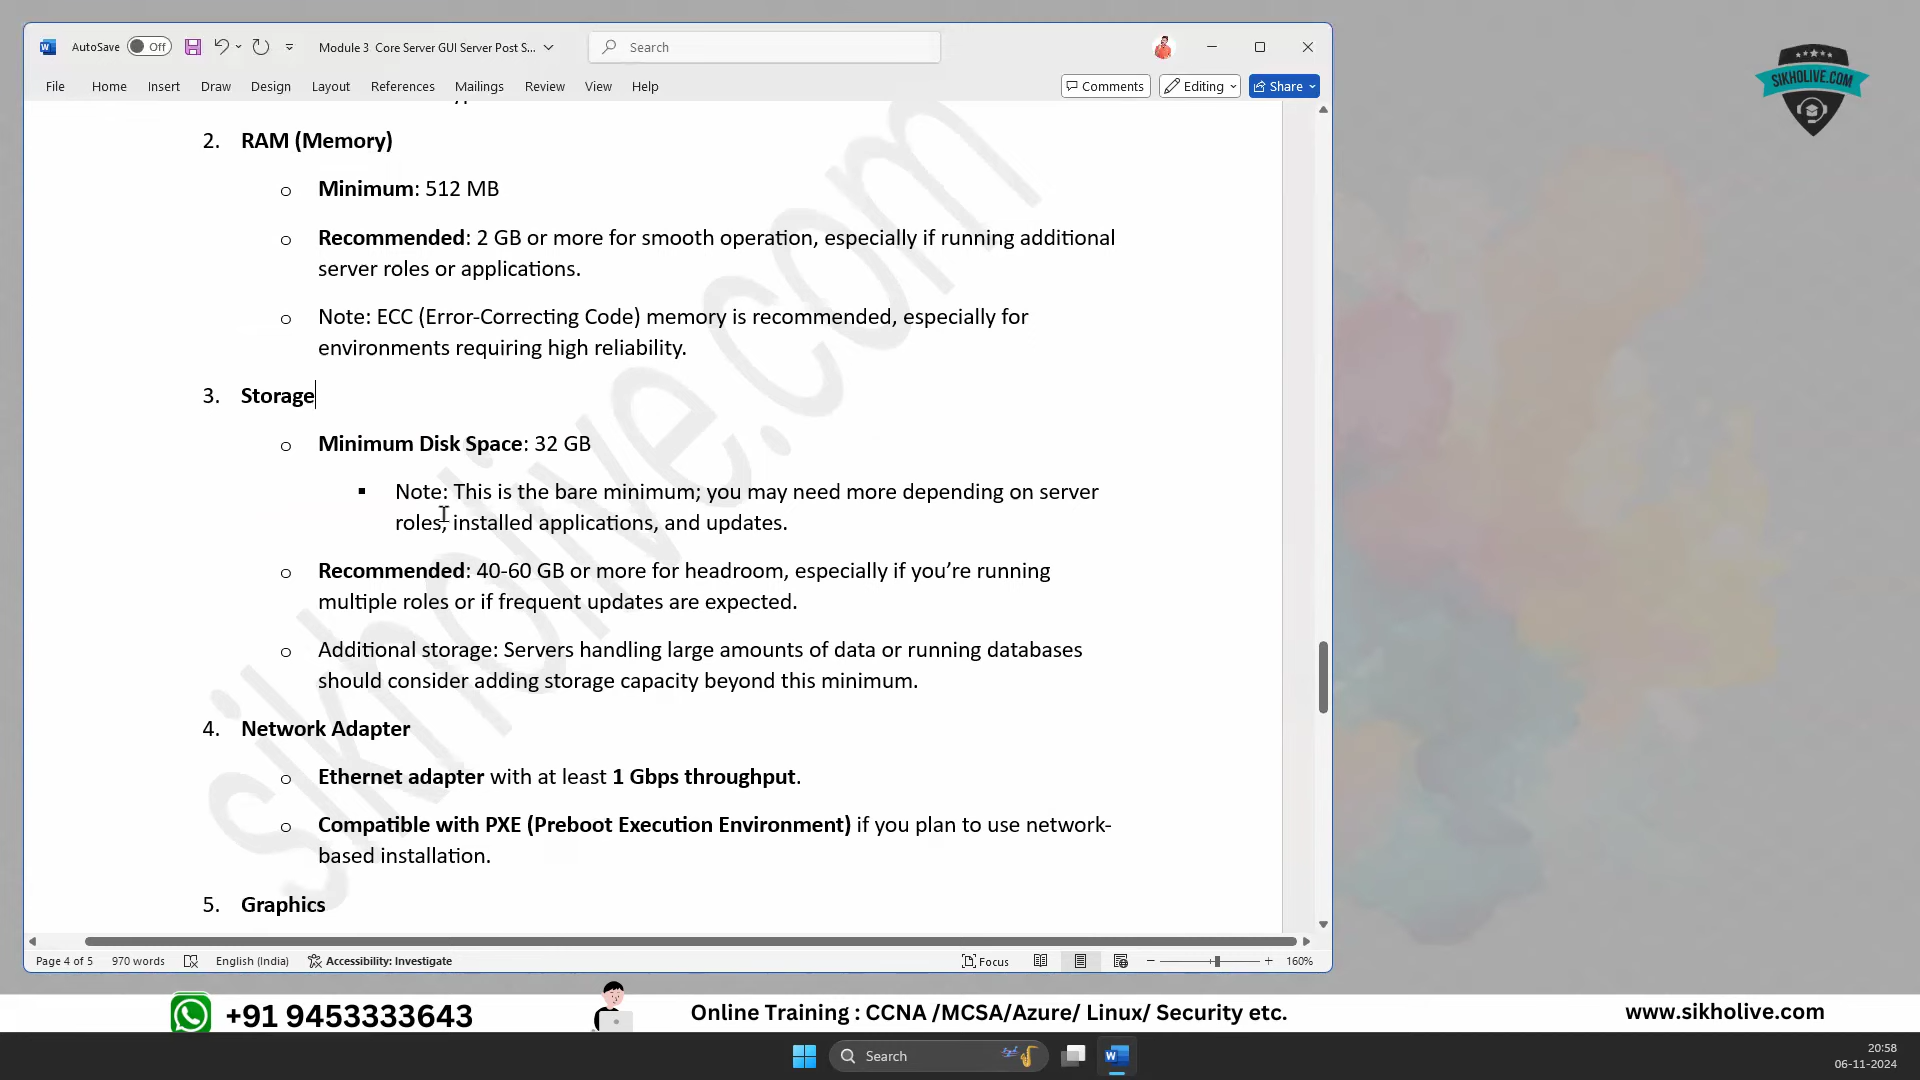 AutoSave Off Module 3 Core Server GUI Server Post S... Search
File Home Insert Draw Design Layout References Mailings Review View Help Comments Editing Share
2. RAM (Memory)
o Minimum: 512 MB
o Recommended: 2 GB or more for smooth operation, especially if running additional
server roles or applications.
o Note: ECC (Error-Correcting Code) memory is recommended, especially for
environments requiring high reliability.
3. Storage
o Minimum Disk Space: 32 GB
▪ Note: This is the bare minimum; you may need more depending on server
roles, installed applications, and updates.
o Recommended: 40-60 GB or more for headroom, especially if you’re running
multiple roles or if frequent updates are expected.
o Additional storage: Servers handling large amounts of data or running databases
should consider adding storage capacity beyond this minimum.
4. Network Adapter
o Ethernet adapter with at least 1 Gbps throughput.
o Compatible with PXE (Preboot Execution Environment) if you plan to use network-
based installation.
5. Graphics
sikholive.com
Page 4 of 5 970 words English (India) Accessibility: Investigate Focus 160%
SIKHOLIVE.COM
+91 9453333643 Online Training : CCNA /MCSA/Azure/ Linux/ Security etc. www.sikholive.com
Search
20:58
06-11-2024